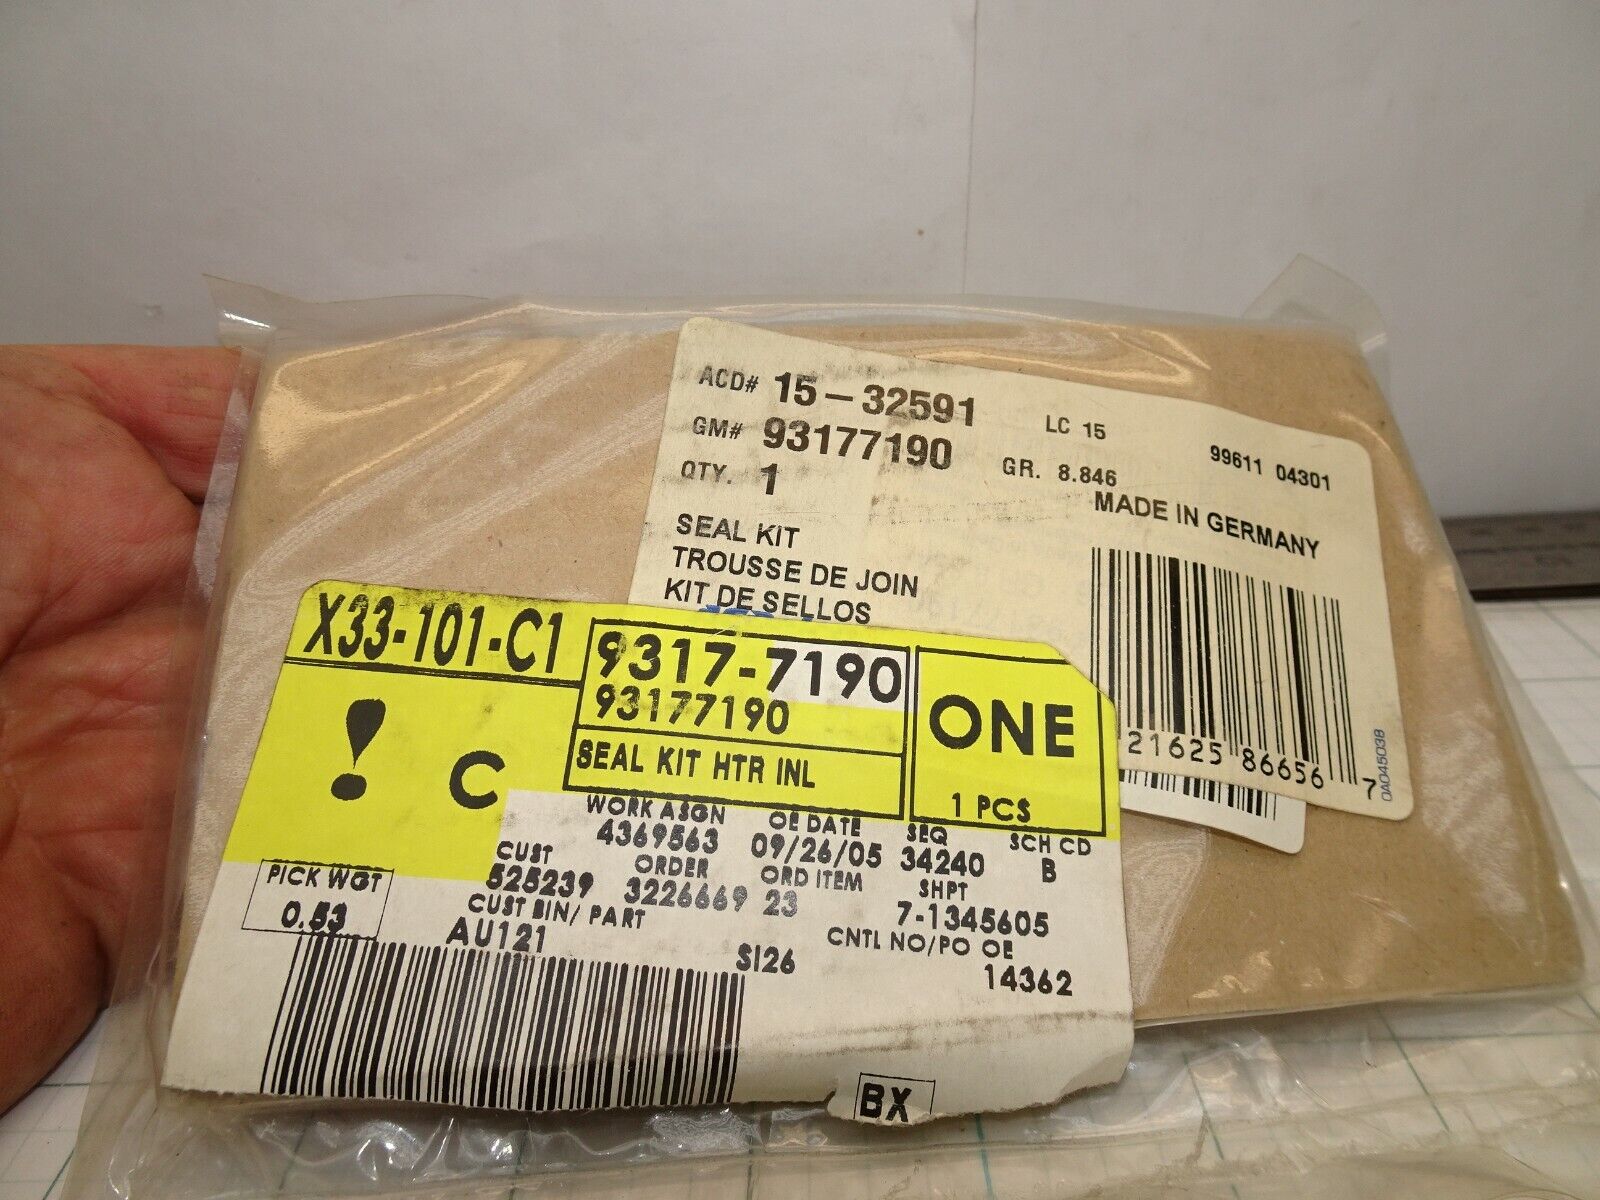 ACD# 15-32591
LC 15
99611 04301
GM# 93177190
GR. 8.846
QTY. 1
MADE IN GERMANY
SEAL KIT
TROUSSE DE JOIN
KIT DE SELLOS
21625 86656 7
0A045038
X33-101-C1
9317-7190
93177190
ONE
! C
SEAL KIT HTR INL
1 PCS
WORK ASGN OE DATE SEQ SCH CD
4369563 09/26/05 34240 B
CUST ORDER ORD ITEM SHPT
525239 3226669 23 7-1345605
PICK WGT
0.53
CUST BIN/ PART CNTL NO/PO OE
AU121 SI26 14362
BX